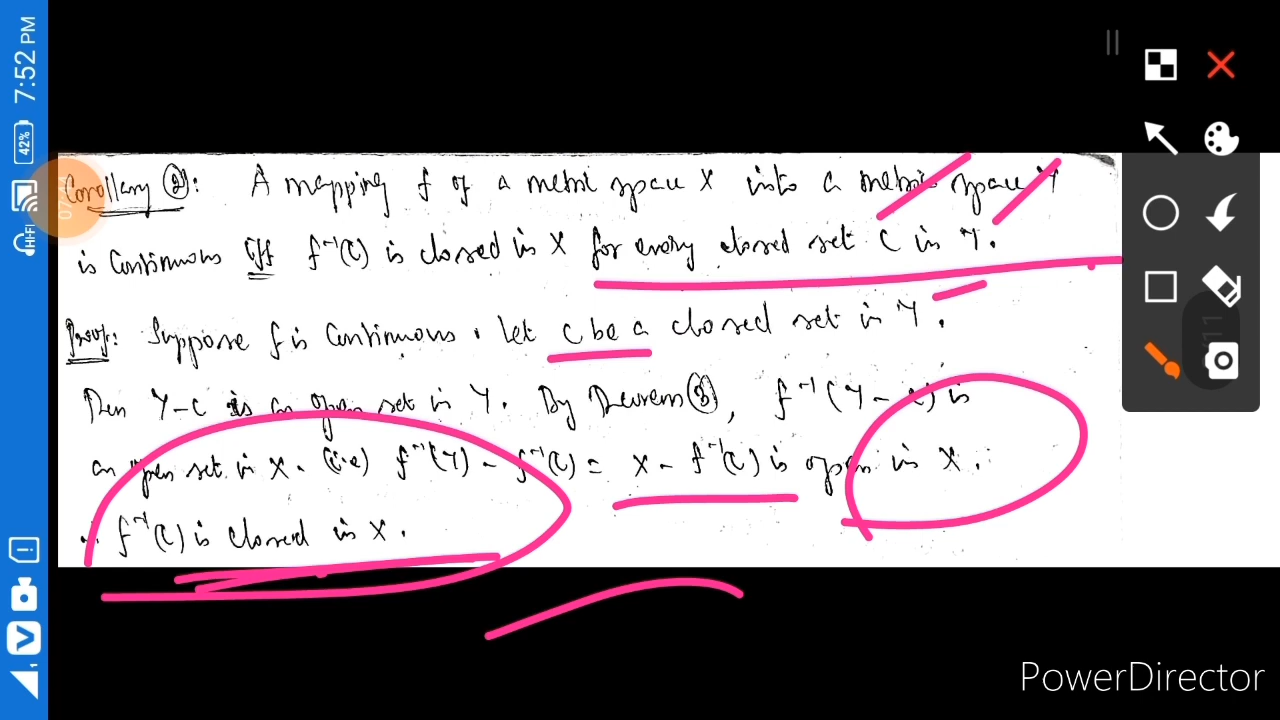 7:52 PM
42%
HI-FI
Corollary ②: A mapping f of a metric space X into a metric space Y
is Continuous iff f⁻¹(C) is closed in X for every closed set C in Y.
Proof: Suppose f is Continuous. Let C be a closed set in Y.
Then Y-C is an open set in Y. By Theorem ③, f⁻¹(Y-C) is
an open set in X. (i.e) f⁻¹(Y) - f⁻¹(C) = X - f⁻¹(C) is open in X.
∴ f⁻¹(C) is closed in X.
PowerDirector